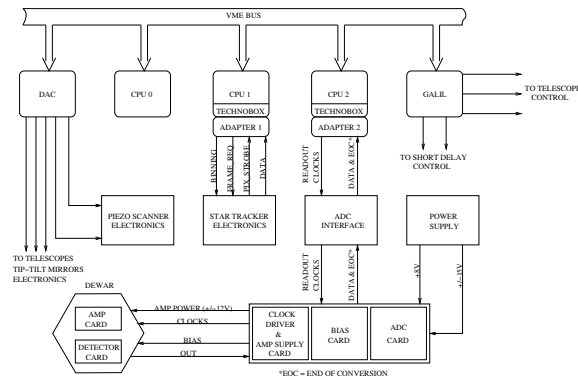 VME BUS
DAC
CPU 0
CPU 1
TECHNOBOX
ADAPTER 1
CPU 2
TECHNOBOX
ADAPTER 2
GALIL
TO TELESCOPE
CONTROL
TO SHORT DELAY
CONTROL
BINNING
FRAME_REQ
PIX_STROBE
DATA
READOUT
CLOCKS
DATA & EOC*
PIEZO SCANNER
ELECTRONICS
STAR TRACKER
ELECTRONICS
ADC
INTERFACE
POWER
SUPPLY
TO TELESCOPES
TIP-TILT MIRRORS
ELECTRONICS
READOUT
CLOCKS
DATA & EOC*
+8V
+/-15V
DEWAR
AMP
CARD
DETECTOR
CARD
AMP POWER (+/-12V)
CLOCKS
BIAS
OUT
CLOCK
DRIVER
&
AMP SUPPLY
CARD
BIAS
CARD
ADC
CARD
*EOC = END OF CONVERSION